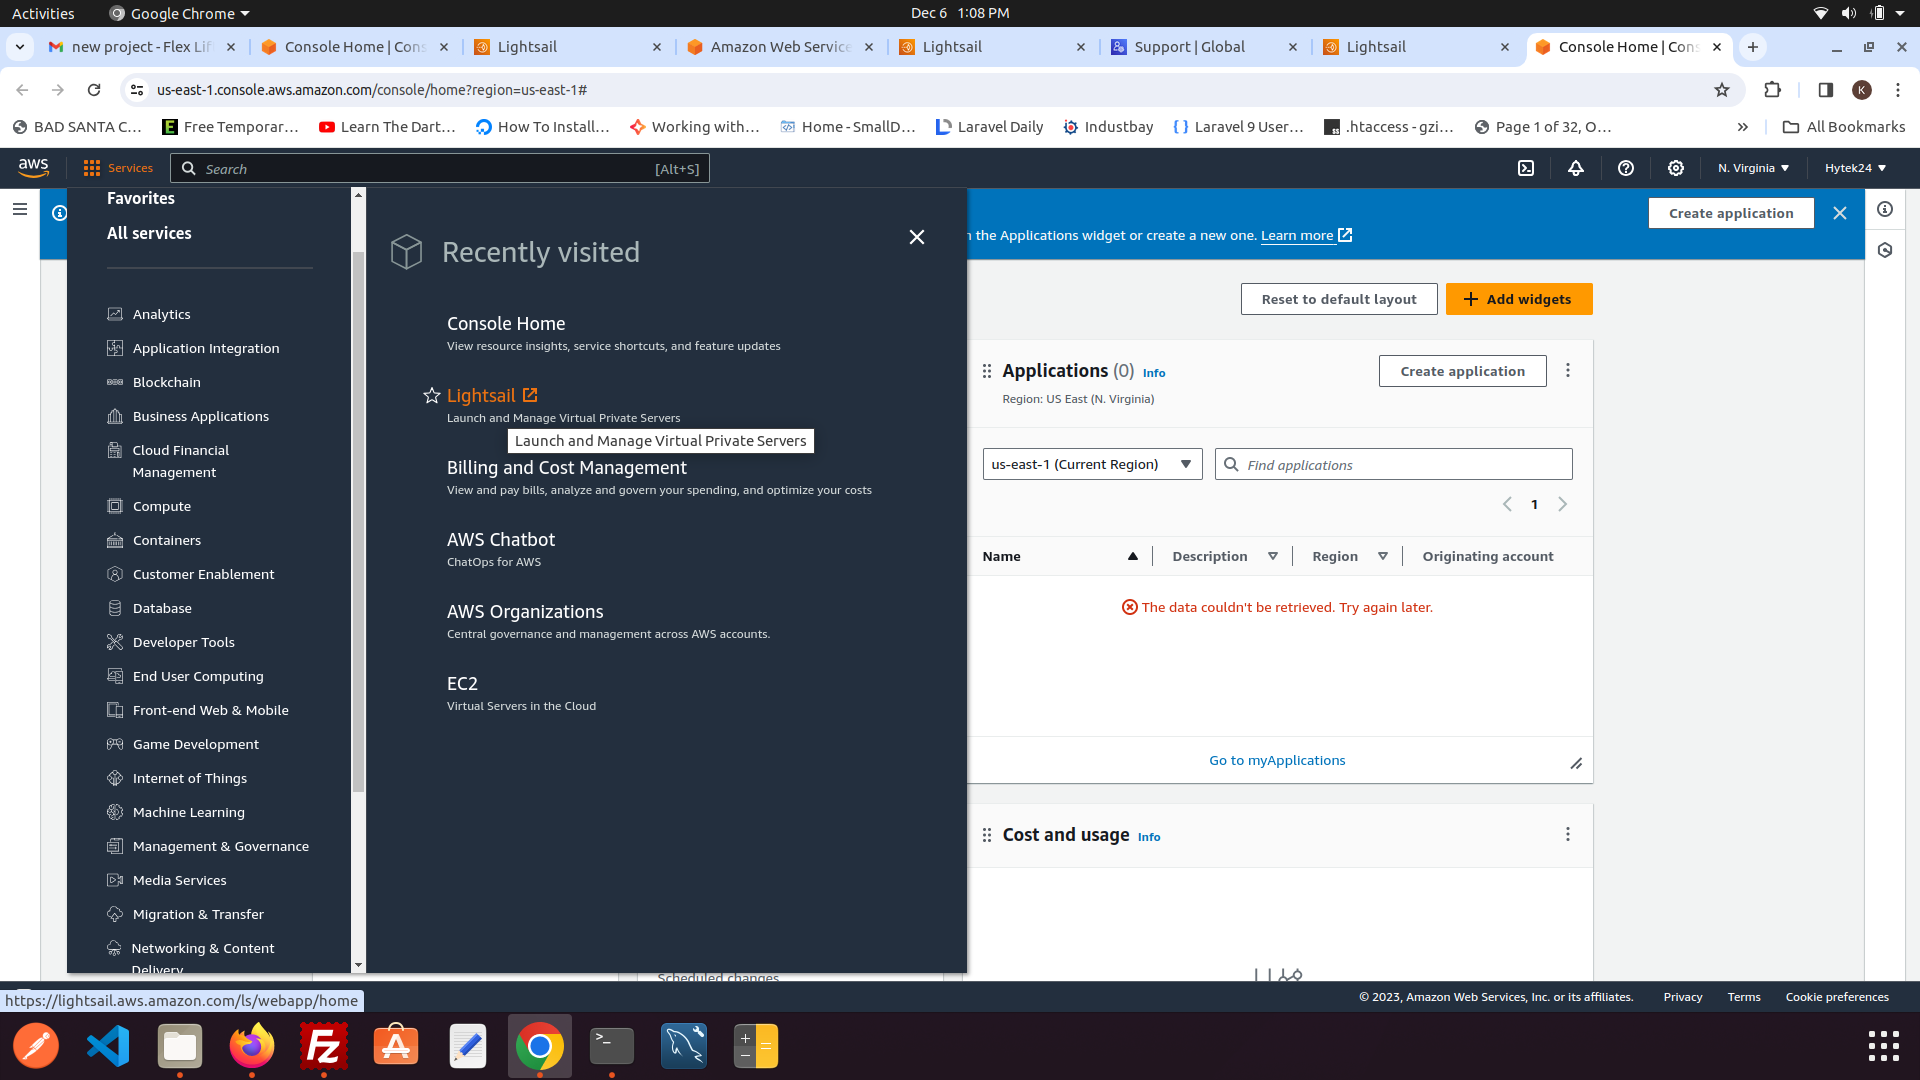 Activities
Google Chrome
Dec 6 1:08 PM
new project - Flex Lif
Console Home | Cons
Lightsail
Amazon Web Service
Lightsail
Support | Global
Lightsail
Console Home | Cons
us-east-1.console.aws.amazon.com/console/home?region=us-east-1#
K
BAD SANTA C...
Free Temporar...
Learn The Dart...
How To Install...
Working with...
Home - SmallD...
Laravel Daily
Industbay
Laravel 9 User...
.htaccess - gzi...
Page 1 of 32, O...
»
All Bookmarks
aws
Services
Search
[Alt+S]
N. Virginia
Hytek24
Favorites
All services
Analytics
Application Integration
Blockchain
Business Applications
Cloud Financial
Management
Compute
Containers
Customer Enablement
Database
Developer Tools
End User Computing
Front-end Web & Mobile
Game Development
Internet of Things
Machine Learning
Management & Governance
Media Services
Migration & Transfer
Networking & Content
Delivery
Recently visited
Console Home
View resource insights, service shortcuts, and feature updates
Lightsail
Launch and Manage Virtual Private Servers
Launch and Manage Virtual Private Servers
Billing and Cost Management
View and pay bills, analyze and govern your spending, and optimize your costs
AWS Chatbot
ChatOps for AWS
AWS Organizations
Central governance and management across AWS accounts.
EC2
Virtual Servers in the Cloud
Create application
the Applications widget or create a new one. Learn more
Reset to default layout
Add widgets
Applications (0) Info
Create application
Region: US East (N. Virginia)
us-east-1 (Current Region)
Find applications
1
Name
Description
Region
Originating account
The data couldn't be retrieved. Try again later.
Go to myApplications
Cost and usage Info
Scheduled changes
https://lightsail.aws.amazon.com/ls/webapp/home
© 2023, Amazon Web Services, Inc. or its affiliates.
Privacy
Terms
Cookie preferences